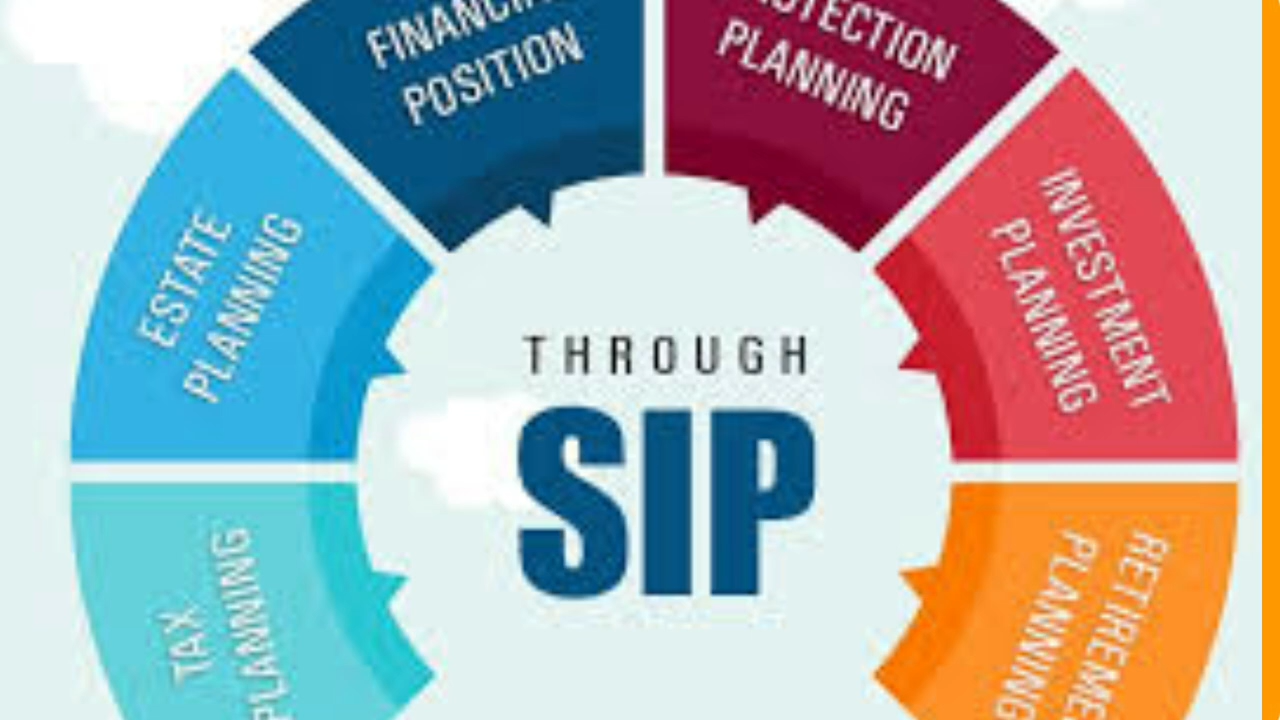 POSITION
PLANNING
INVESTMENT
PLANNING
PLANNING
TAX
PLANNING
ESTATE
PLANNING
THROUGH
SIP